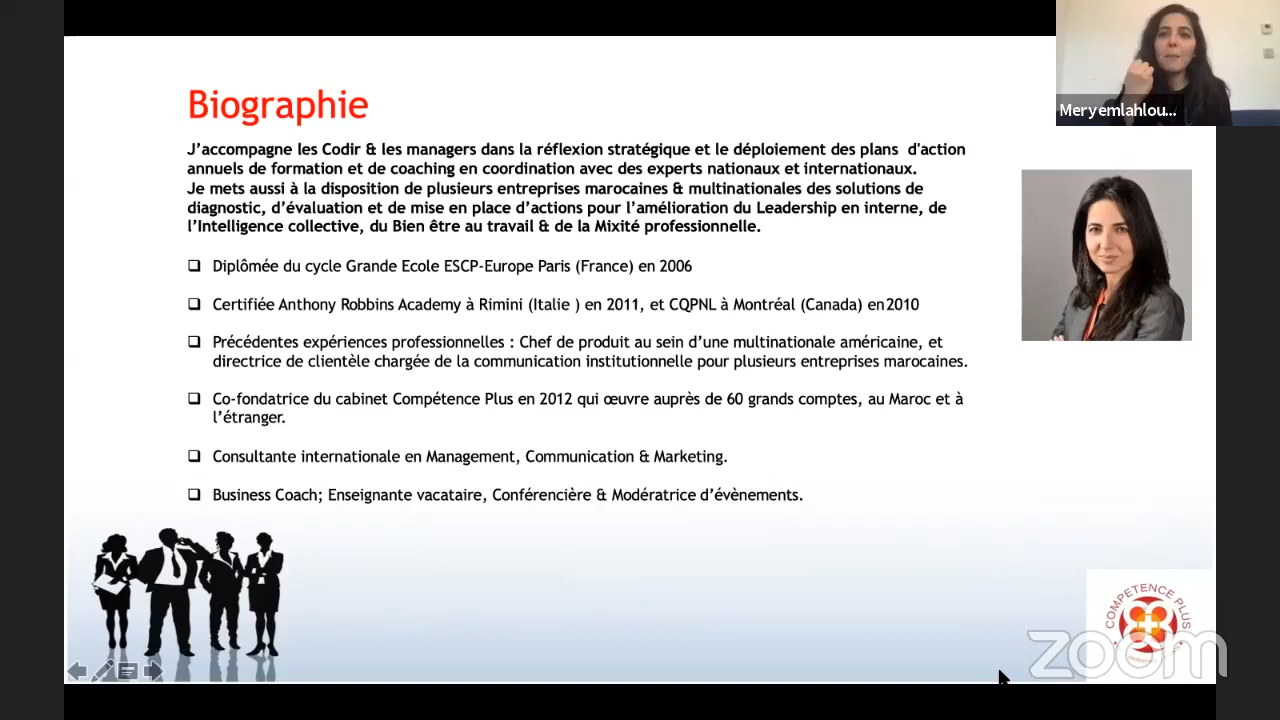 Biographie
Meryemlahlou...
J'accompagne les Codir & les managers dans la réflexion stratégique et le déploiement des plans d'action
annuels de formation et de coaching en coordination avec des experts nationaux et internationaux.
Je mets aussi à la disposition de plusieurs entreprises marocaines & multinationales des solutions de
diagnostic, d'évaluation et de mise en place d'actions pour l'amélioration du Leadership en interne, de
l'Intelligence collective, du Bien être au travail & de la Mixité professionnelle.
Diplômée du cycle Grande Ecole ESCP-Europe Paris (France) en 2006
Certifiée Anthony Robbins Academy à Rimini (Italie ) en 2011, et CQPNL à Montréal (Canada) en 2010
Précédentes expériences professionnelles : Chef de produit au sein d'une multinationale américaine, et
directrice de clientèle chargée de la communication institutionnelle pour plusieurs entreprises marocaines.
Co-fondatrice du cabinet Compétence Plus en 2012 qui œuvre auprès de 60 grands comptes, au Maroc et à
l'étranger.
Consultante internationale en Management, Communication & Marketing.
Business Coach; Enseignante vacataire, Conférencière & Modératrice d'évènements.
COMPETENCE PLUS
zoom